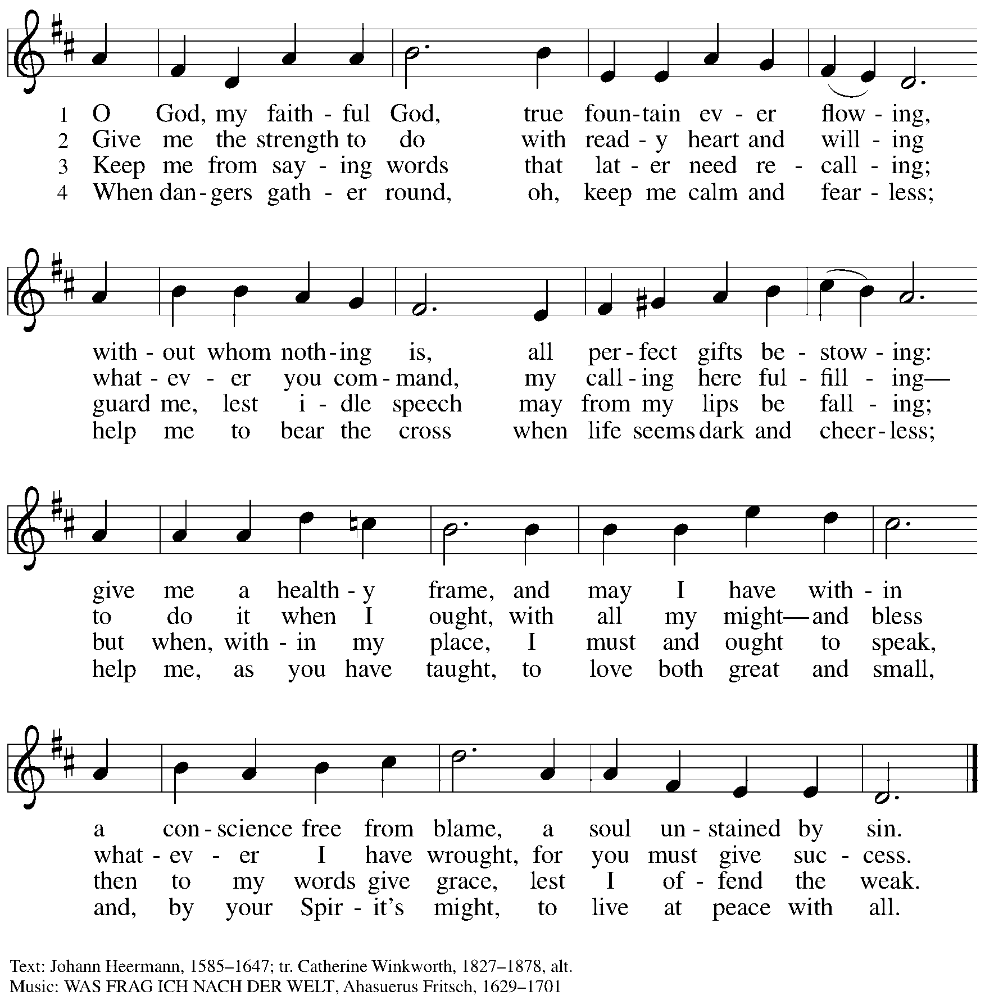 1 O God, my faith - ful God, true foun - tain ev - er flow - ing,
2 Give me the strength to do with read - y heart and will - ing
3 Keep me from say - ing words that lat - er need re - call - ing;
4 When dan - gers gath - er round, oh, keep me calm and fear - less;
with - out whom noth - ing is, all per - fect gifts be - stow - ing:
what - ev - er you com - mand, my call - ing here ful - fill - ing—
guard me, lest i - dle speech may from my lips be fall - ing;
help me to bear the cross when life seems dark and cheer - less;
give me a health - y frame, and may I have with - in
to do it when I ought, with all my might—and bless
but when, with - in my place, I must and ought to speak,
help me, as you have taught, to love both great and small,
a con - science free from blame, a soul un - stained by sin.
what - ev - er I have wrought, for you must give suc - cess.
then to my words give grace, lest I of - fend the weak.
and, by your Spir - it's might, to live at peace with all.
Text: Johann Heermann, 1585–1647; tr. Catherine Winkworth, 1827–1878, alt.
Music: WAS FRAG ICH NACH DER WELT, Ahasuerus Fritsch, 1629–1701